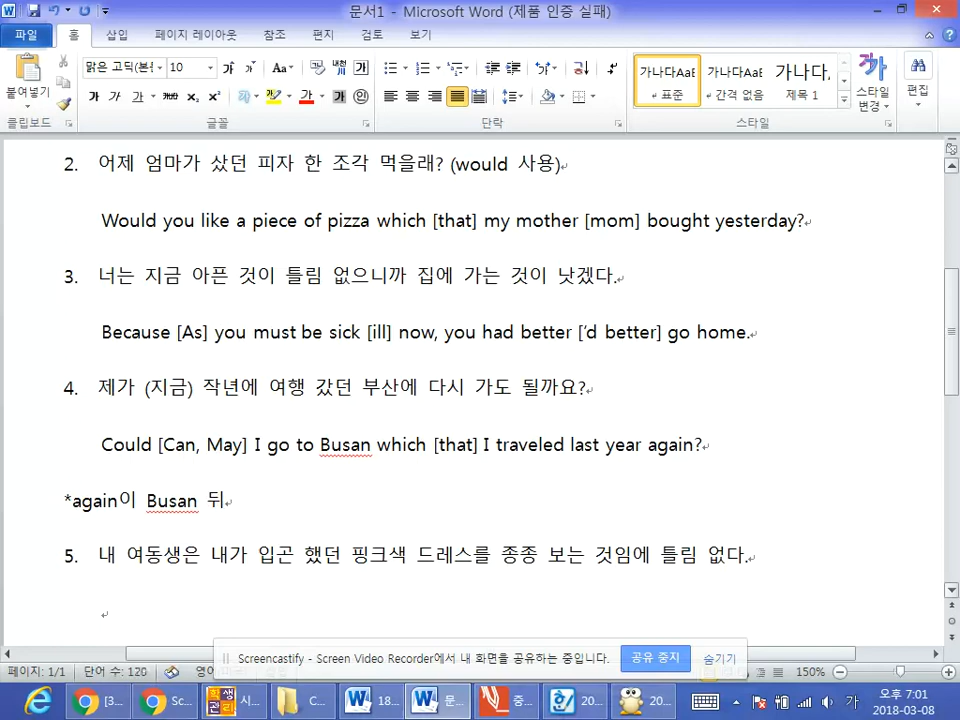 문서1 - Microsoft Word (제품 인증 실패)
파일 홈 삽입 페이지 레이아웃 참조 편지 검토 보기
맑은 고딕(본 10
붙여넣기
가나다AaB 가나다AaB 가나다
표준 간격 없음 제목 1
스타일 변경 편집
클립보드 글꼴 단락 스타일
2. 어제 엄마가 샀던 피자 한 조각 먹을래? (would 사용)
Would you like a piece of pizza which [that] my mother [mom] bought yesterday?
3. 너는 지금 아픈 것이 틀림 없으니까 집에 가는 것이 낫겠다.
Because [As] you must be sick [ill] now, you had better ['d better] go home.
4. 제가 (지금) 작년에 여행 갔던 부산에 다시 가도 될까요?
Could [Can, May] I go to Busan which [that] I traveled last year again?
*again이 Busan 뒤
5. 내 여동생은 내가 입곤 했던 핑크색 드레스를 종종 보는 것임에 틀림 없다.
Screencastify - Screen Video Recorder에서 내 화면을 공유하는 중입니다. 공유 중지 숨기기
페이지: 1/1 단어 수: 120 150%
[3... Sc... 학생관리 시... C... 18... 문... 중... 20... 20... 가 오후 7:01
2018-03-08